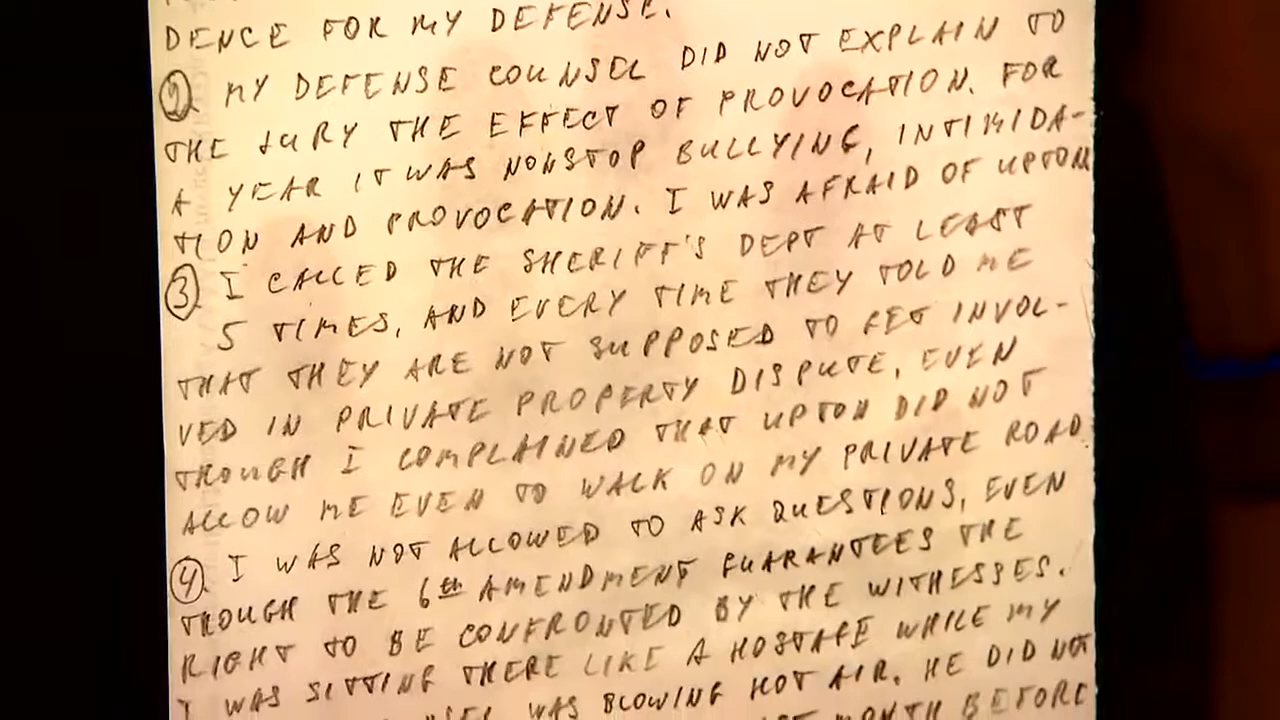 DENCE FOR MY DEFENSE.
② MY DEFENSE COUNSEL DID NOT EXPLAIN TO
THE JURY THE EFFECT OF PROVOCATION. FOR
A YEAR IT WAS NONSTOP BULLYING, INTIMIDA-
TION AND PROVOCATION. I WAS AFRAID OF UPTON
③ I CALLED THE SHERIFF'S DEPT AT LEAST
5 TIMES, AND EVERY TIME THEY TOLD ME
THAT THEY ARE NOT SUPPOSED TO GET INVOL-
VED IN PRIVATE PROPERTY DISPUTE, EVEN
THOUGH I COMPLAINED THAT UPTON DID NOT
ALLOW ME EVEN TO WALK ON MY PRIVATE ROAD.
④ I WAS NOT ALLOWED TO ASK QUESTIONS, EVEN
THOUGH THE 6th AMENDMENT GUARANTEES THE
RIGHT TO BE CONFRONTED BY THE WITHESSES.
I WAS SITTING THERE LIKE A HOSTAGE WHILE MY
WAS BLOWING HOT AIR. HE DID NOT
MONTH BEFORE